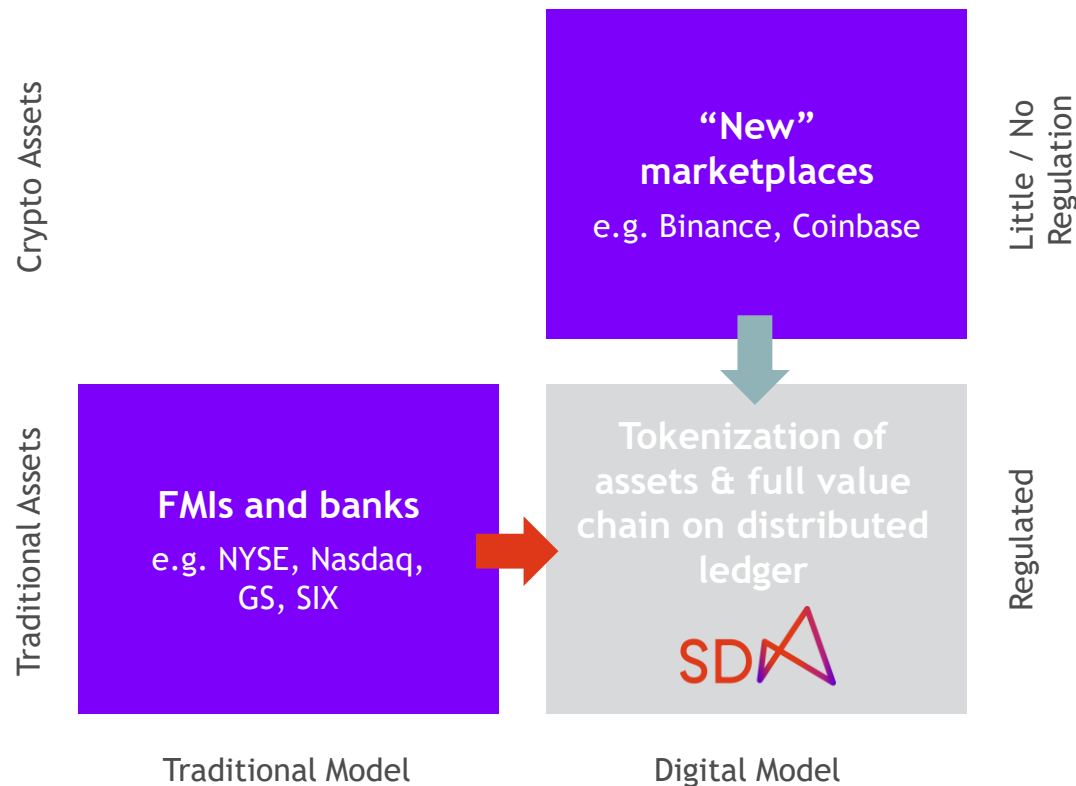 Crypto Assets
“New”
marketplaces
e.g. Binance, Coinbase
Little / No
Regulation
Traditional Assets
FMIs and banks
e.g. NYSE, Nasdaq,
GS, SIX
Tokenization of
assets & full value
chain on distributed
ledger
SDX
Regulated
Traditional Model
Digital Model